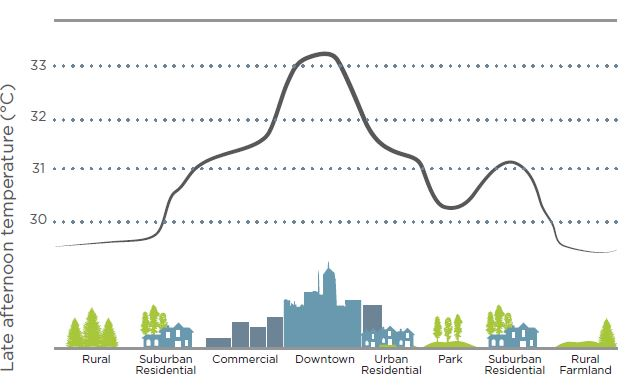 Late afternoon temperature (°C)
33
32
31
30
Rural
Suburban
Residential
Commercial
Downtown
Urban
Residential
Park
Suburban
Residential
Rural
Farmland